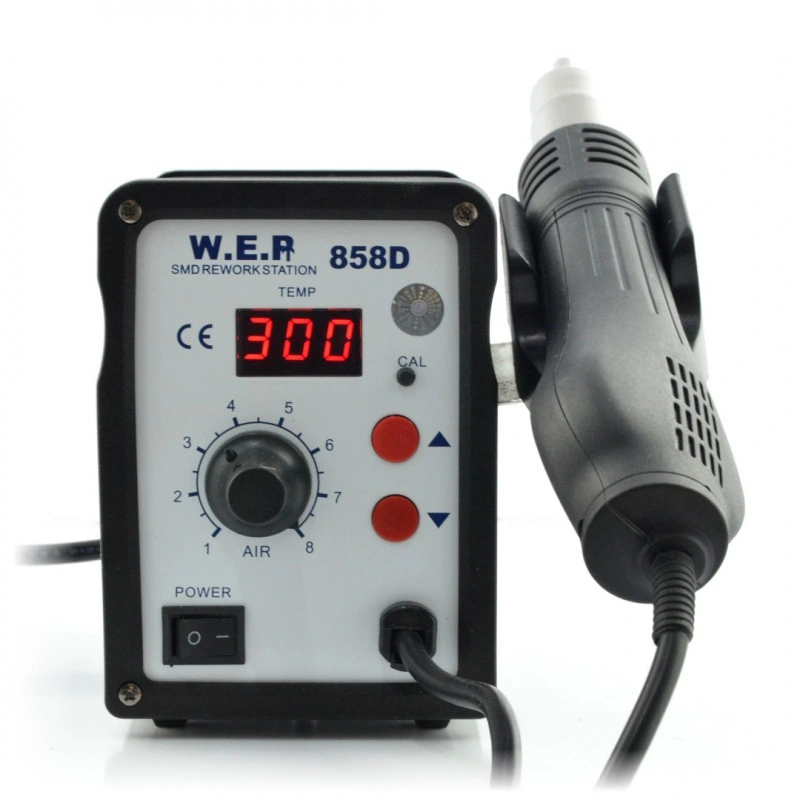 W.E.P 858D
SMD REWORK STATION
TEMP
CE
300
CAL
4 5
3 6
2 7
1 AIR 8
POWER
O —